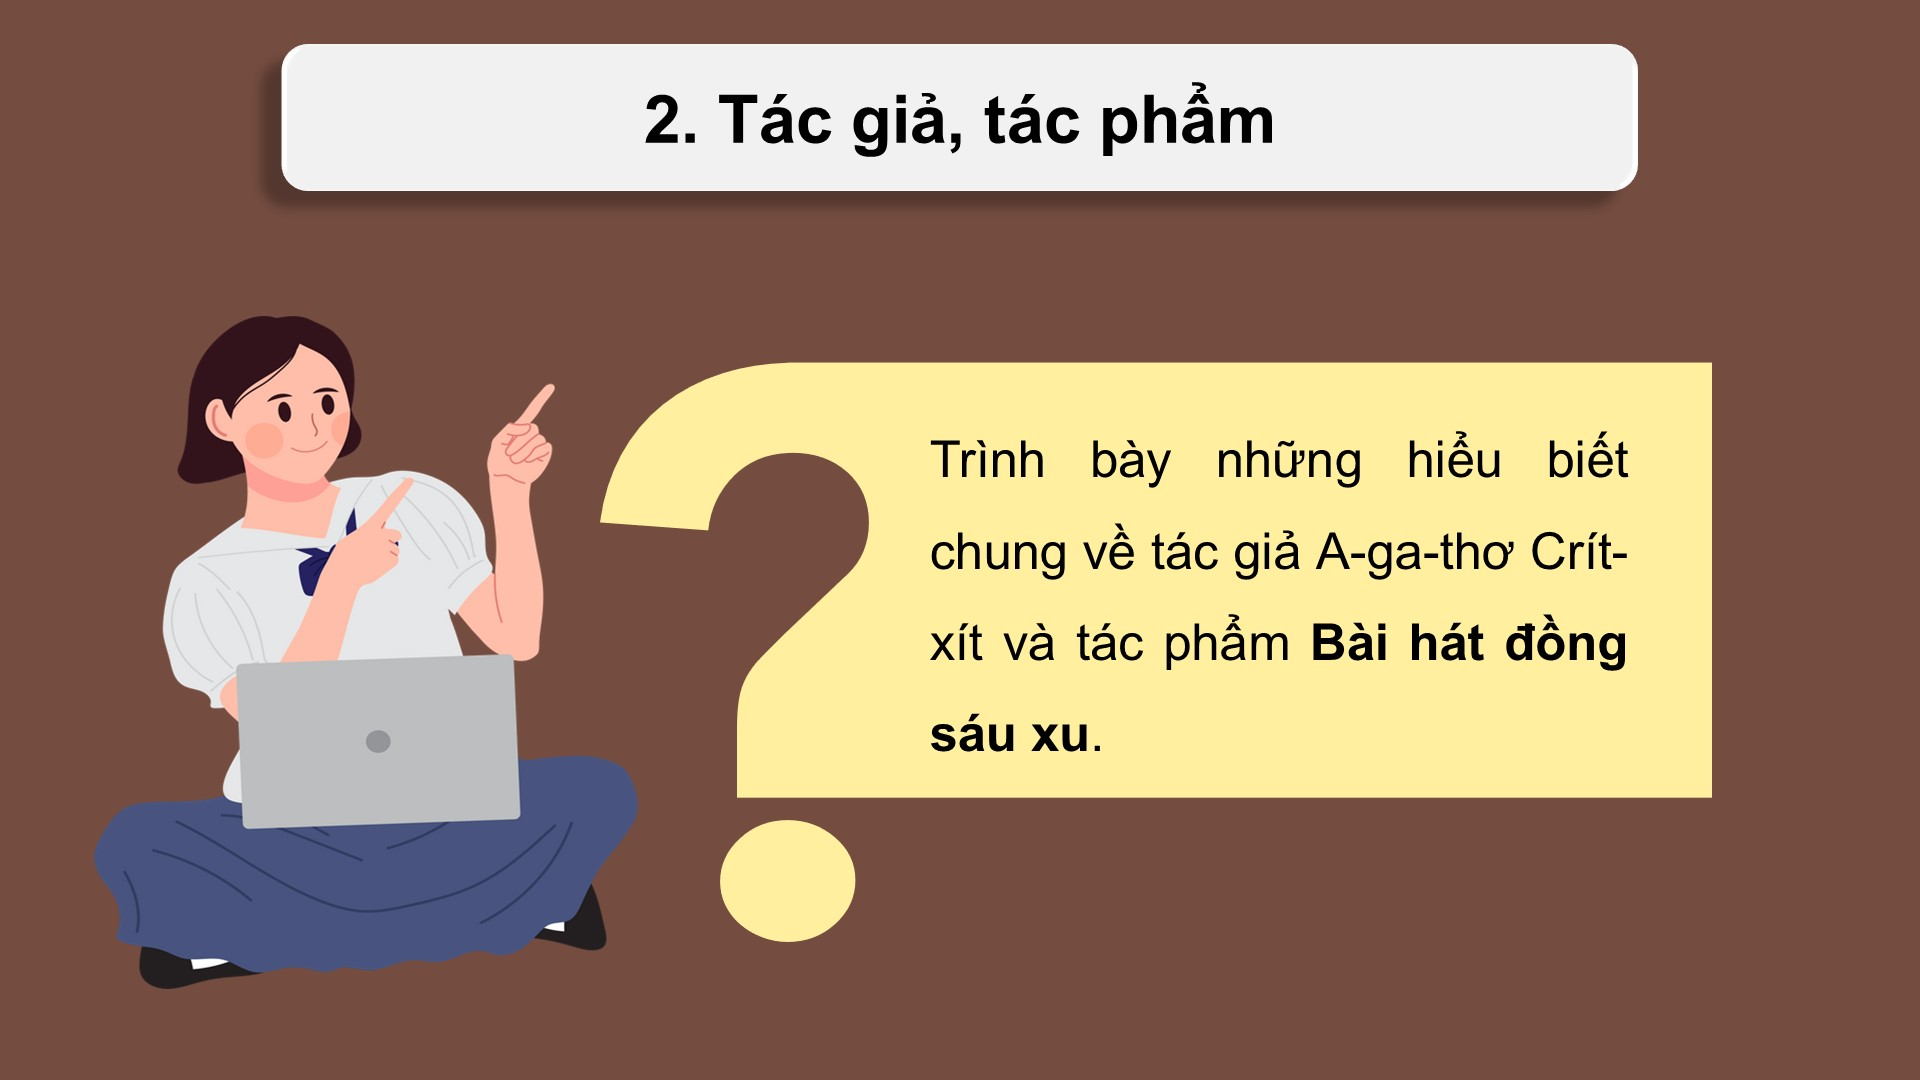 2. Tác giả, tác phẩm
Trình bày những hiểu biết
chung về tác giả A-ga-thơ Crít-
xít và tác phẩm Bài hát đồng
sáu xu.